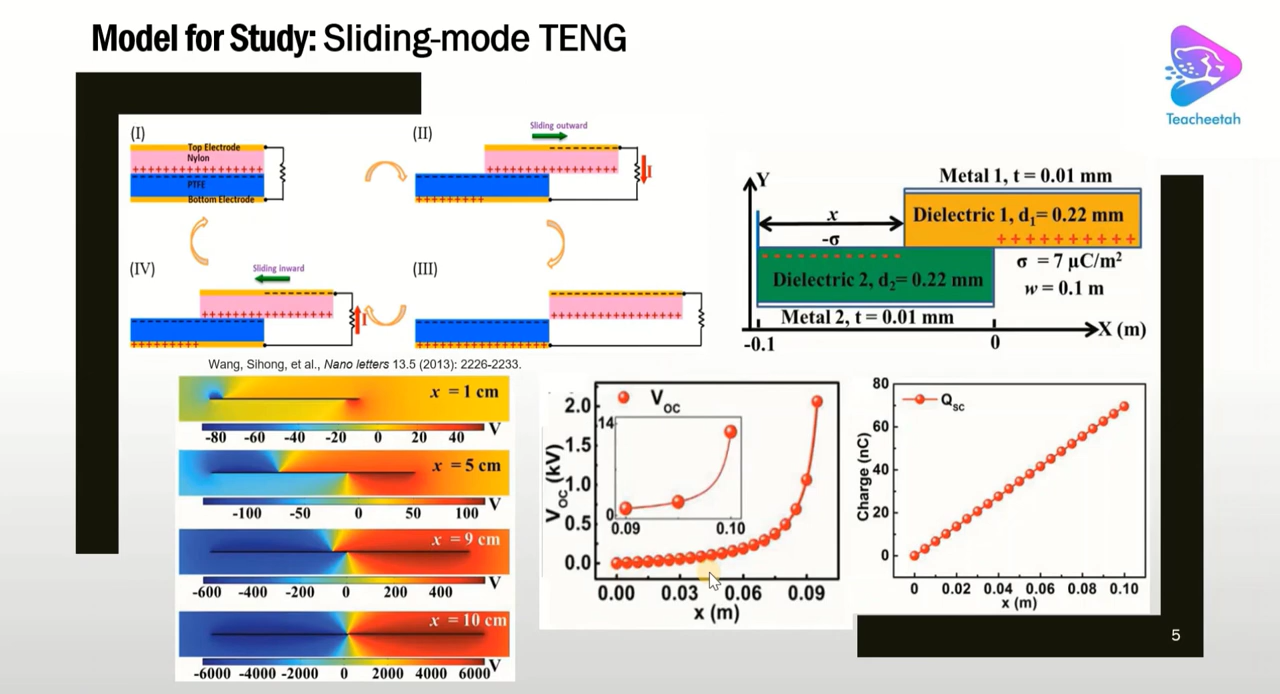 Model for Study: Sliding-mode TENG
Teacheetah
(I)
Top Electrode
Nylon
+++++++++++++++++
PTFE
Bottom Electrode
(II)
Sliding outward
I
(IV)
Sliding inward
I
(III)
Wang, Sihong, et al., Nano letters 13.5 (2013): 2226-2233.
Y
Metal 1, t = 0.01 mm
x
Dielectric 1, d₁= 0.22 mm
-σ
+ + + + + + + + + +
σ = 7 μC/m²
Dielectric 2, d₂= 0.22 mm
w = 0.1 m
Metal 2, t = 0.01 mm
X (m)
-0.1
0
x = 1 cm
-80 -60 -40 -20 0 20 40 V
x = 5 cm
-100 -50 0 50 100 V
x = 9 cm
-600 -400 -200 0 200 400 V
x = 10 cm
-6000 -4000 -2000 0 2000 4000 6000 V
V_OC
2.0
1.5
1.0
0.5
0.0
V_OC (kV)
14
0
0.09 0.10
0.00 0.03 0.06 0.09
x (m)
Q_sc
80
60
40
20
0
Charge (nC)
0 0.02 0.04 0.06 0.08 0.10
x (m)
5